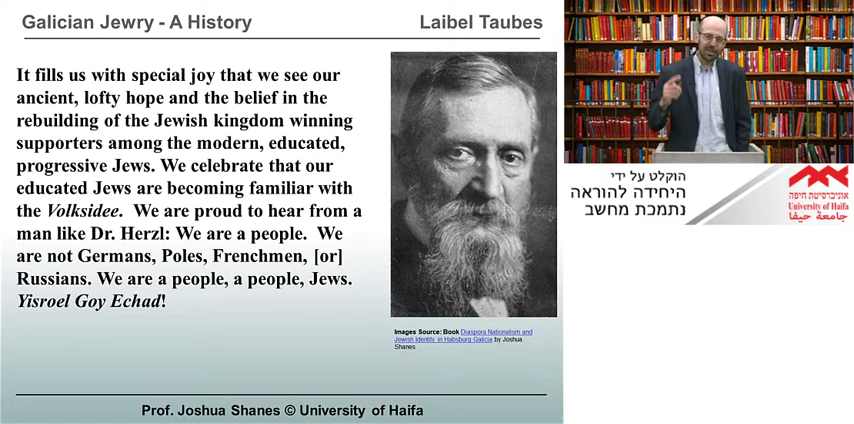 Galician Jewry - A History
Laibel Taubes
It fills us with special joy that we see our
ancient, lofty hope and the belief in the
rebuilding of the Jewish kingdom winning
supporters among the modern, educated,
progressive Jews. We celebrate that our
educated Jews are becoming familiar with
the Volksidee. We are proud to hear from a
man like Dr. Herzl: We are a people. We
are not Germans, Poles, Frenchmen, [or]
Russians. We are a people, a people, Jews.
Yisroel Goy Echad!
Images Source: Book Diaspora Nationalism and
Jewish Identity in Habsburg Galicia by Joshua
Shanes
Prof. Joshua Shanes © University of Haifa
הוקלט על ידי
היחידה להוראה
נתמכת מחשב
אוניברסיטת חיפה
University of Haifa
جامعة حيفا